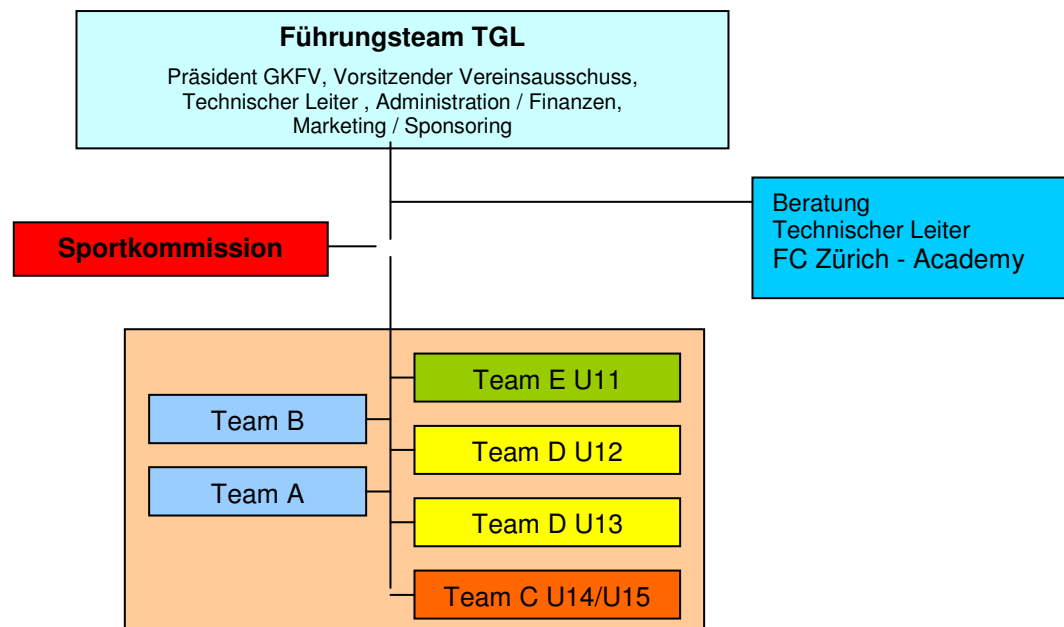 Führungsteam TGL
Präsident GKFV, Vorsitzender Vereinsausschuss,
Technischer Leiter , Administration / Finanzen,
Marketing / Sponsoring
Beratung
Technischer Leiter
FC Zürich - Academy
Sportkommission
Team E U11
Team B
Team D U12
Team A
Team D U13
Team C U14/U15